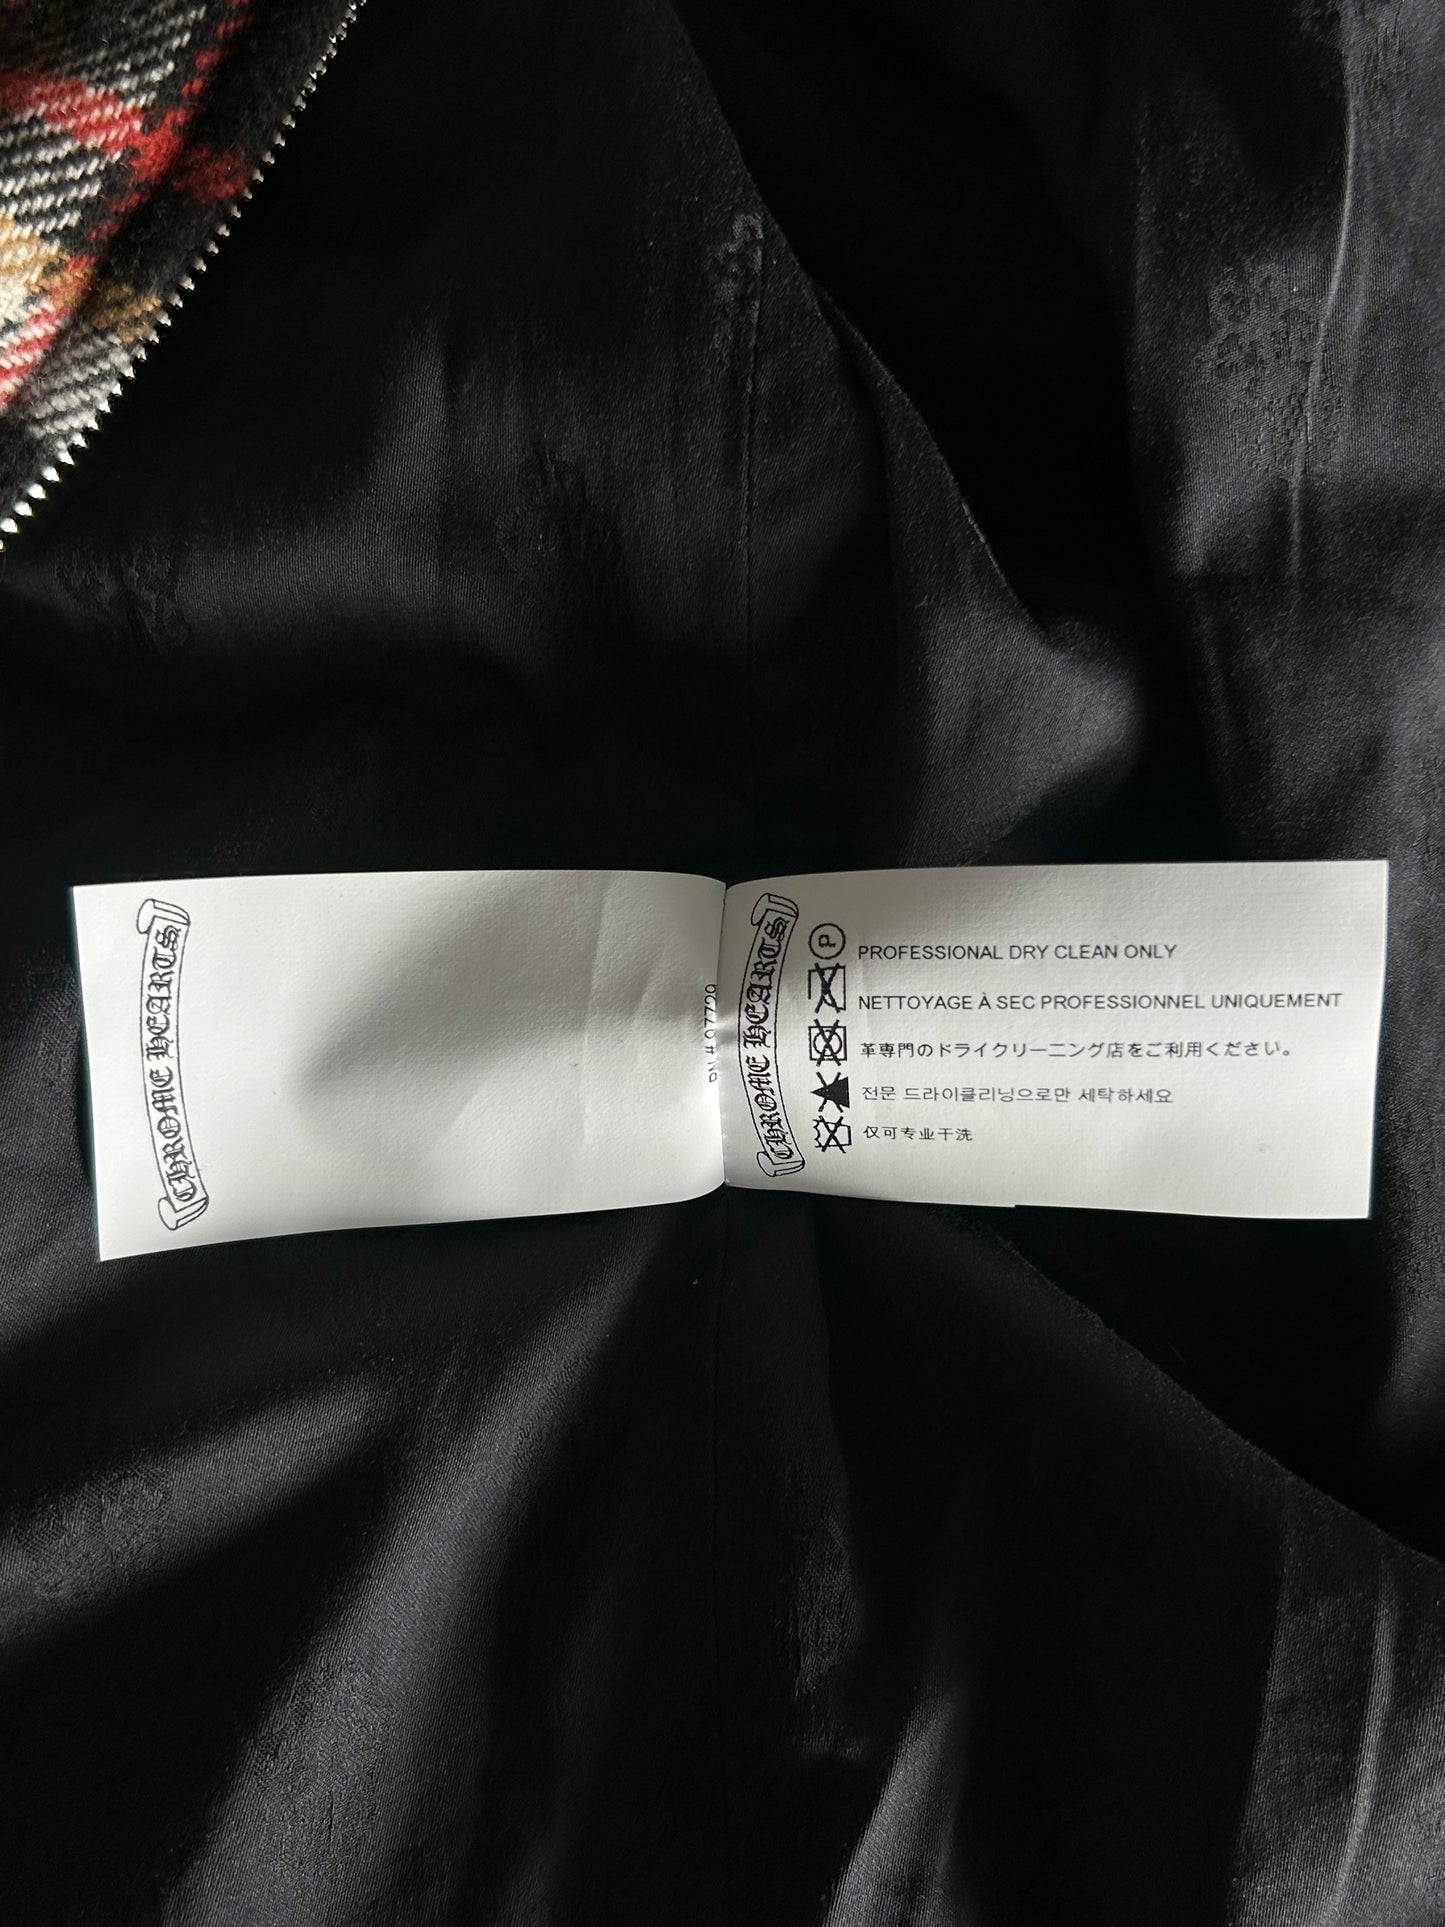 CHROME HEARTS
RN # 07729
CHROME HEARTS
P
PROFESSIONAL DRY CLEAN ONLY
NETTOYAGE À SEC PROFESSIONNEL UNIQUEMENT
革専門のドライクリーニング店をご利用ください。
전문 드라이클리닝으로만 세탁하세요
仅可专业干洗